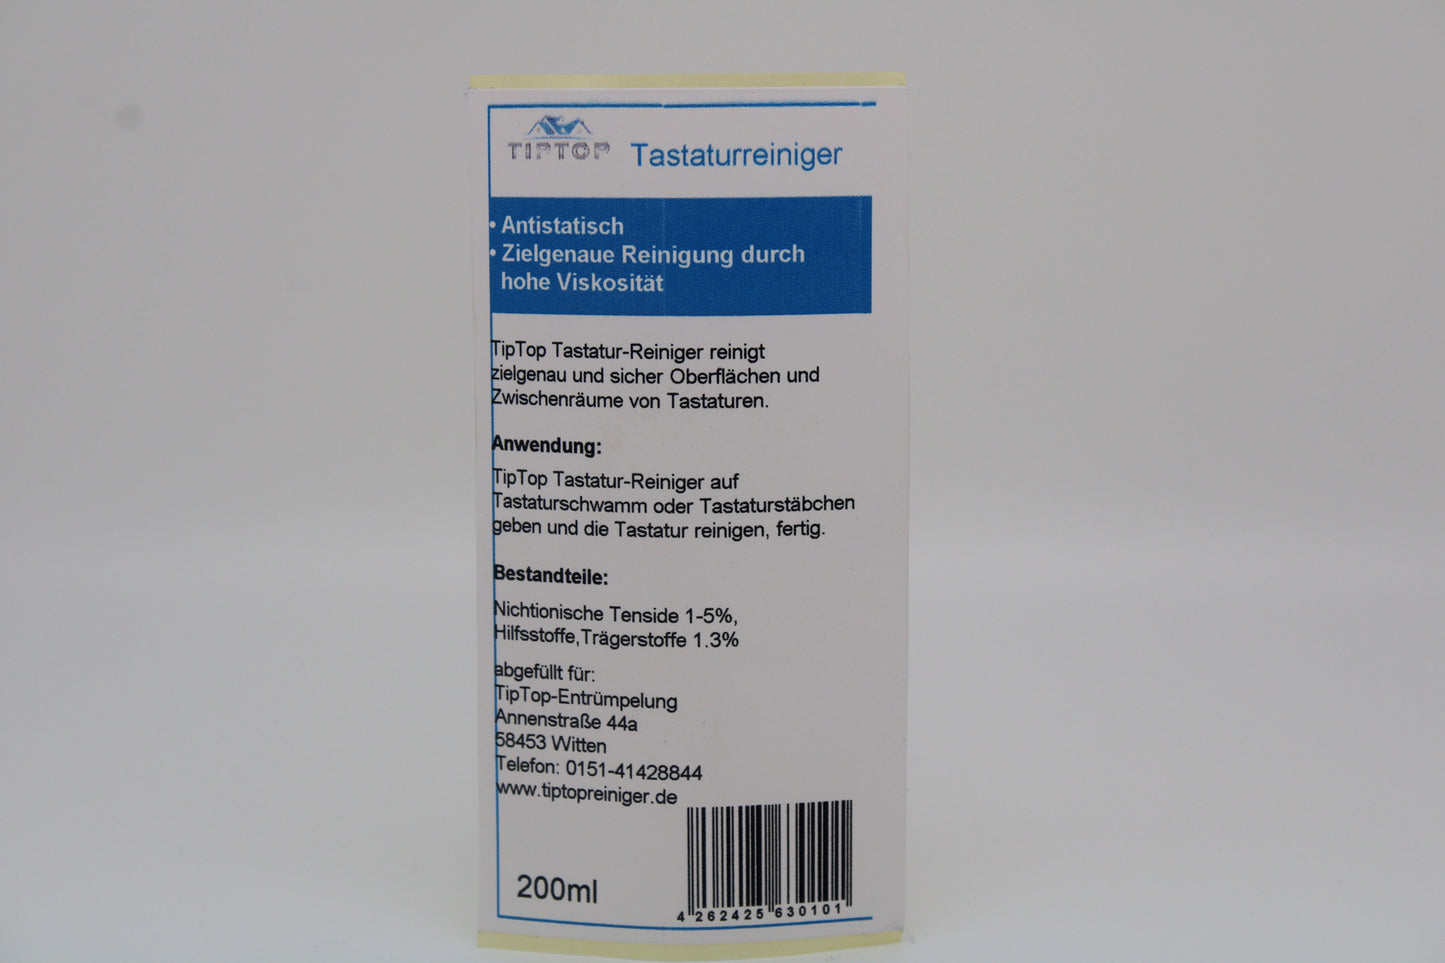 TIPTOP Tastaturreiniger
• Antistatisch
• Zielgenaue Reinigung durch
hohe Viskosität
TipTop Tastatur-Reiniger reinigt
zielgenau und sicher Oberflächen und
Zwischenräume von Tastaturen.
Anwendung:
TipTop Tastatur-Reiniger auf
Tastaturschwamm oder Tastaturstäbchen
geben und die Tastatur reinigen, fertig.
Bestandteile:
Nichtionische Tenside 1-5%,
Hilfsstoffe,Trägerstoffe 1.3%
abgefüllt für:
TipTop-Entrümpelung
Annenstraße 44a
58453 Witten
Telefon: 0151-41428844
www.tiptopreiniger.de
200ml
4 262425 630101